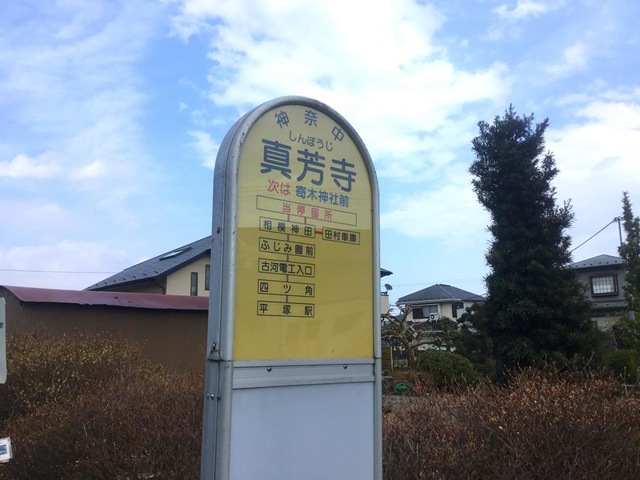 神奈中
しんぽうじ
真芳寺
次は 寄木神社前
当停留所
相模神田 田村車庫
ふじみ園前
古河電工入口
四ツ角
平塚駅